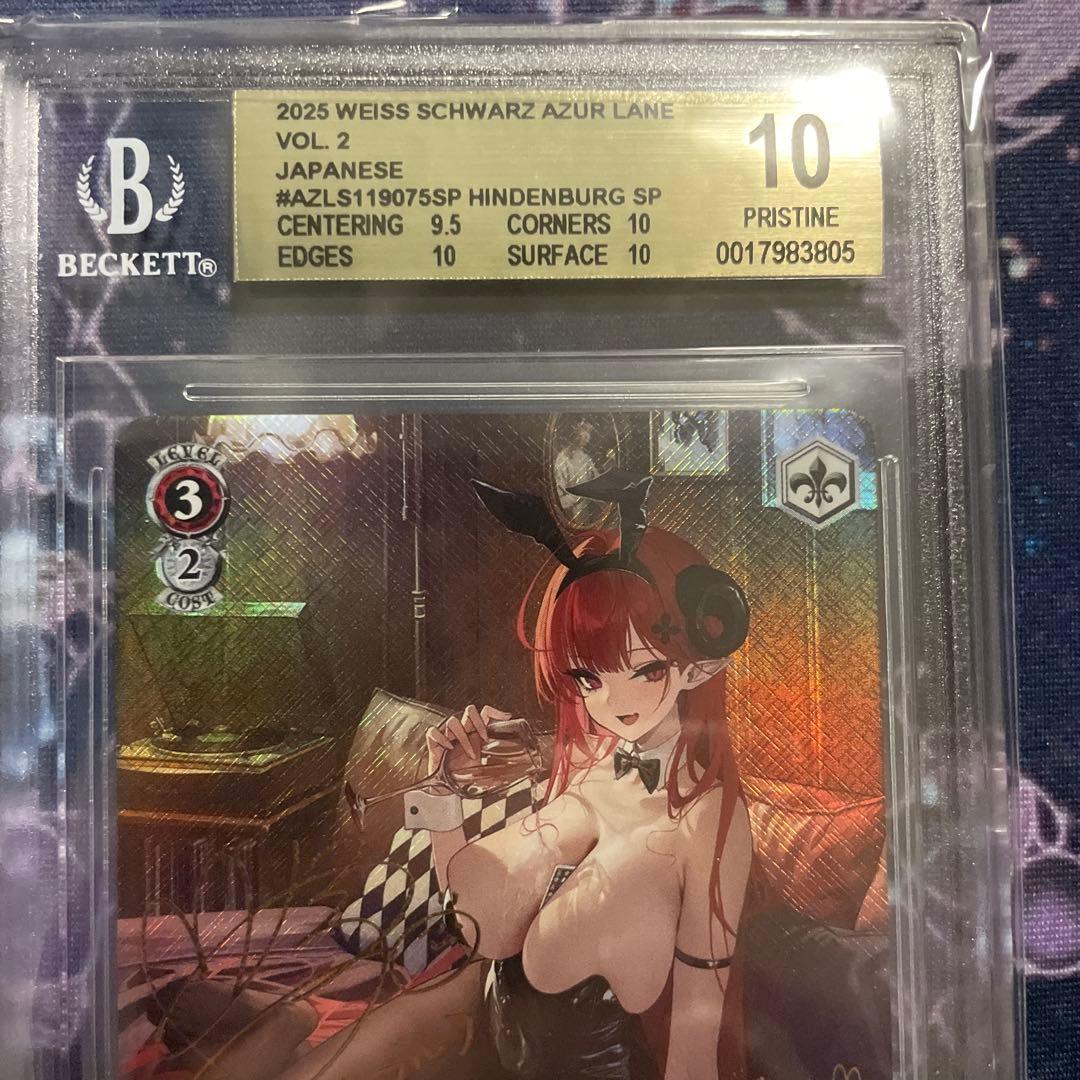 2025 WEISS SCHWARZ AZUR LANE
VOL. 2
JAPANESE
#AZLS119075SP HINDENBURG SP
CENTERING 9.5 CORNERS 10
EDGES 10 SURFACE 10
10
PRISTINE
0017983805
B
BECKETT®
LEVEL
3
2
COST